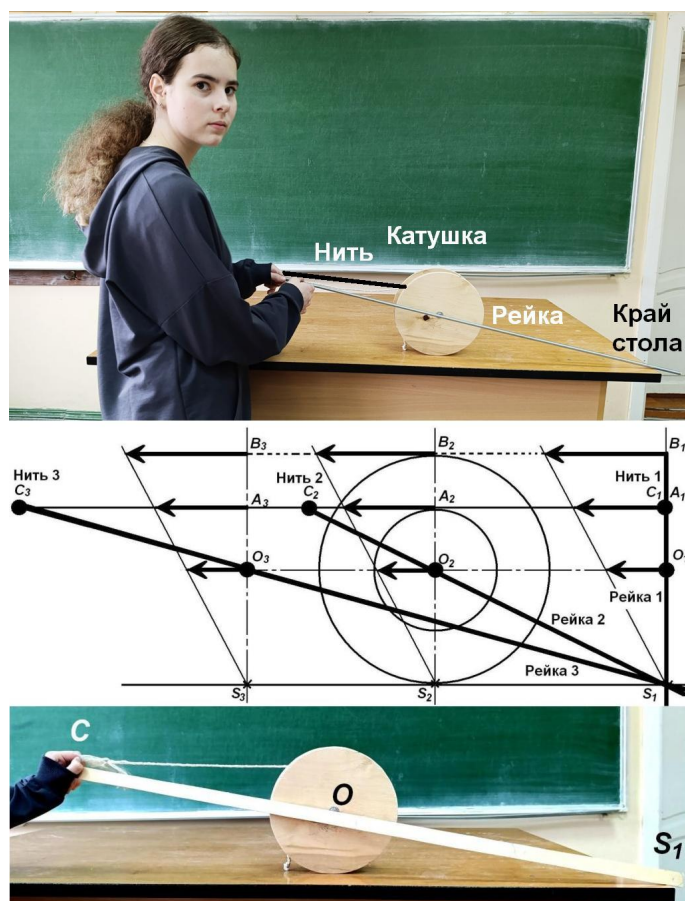 Нить
Катушка
Рейка
Край
стола
B₃
B₂
B₁
Нить 3
Нить 2
Нить 1
C₃
C₂
C₁
A₃
A₂
A₁
O₃
O₂
O
Рейка 1
Рейка 2
Рейка 3
S₃
S₂
S₁
C
O
S₁